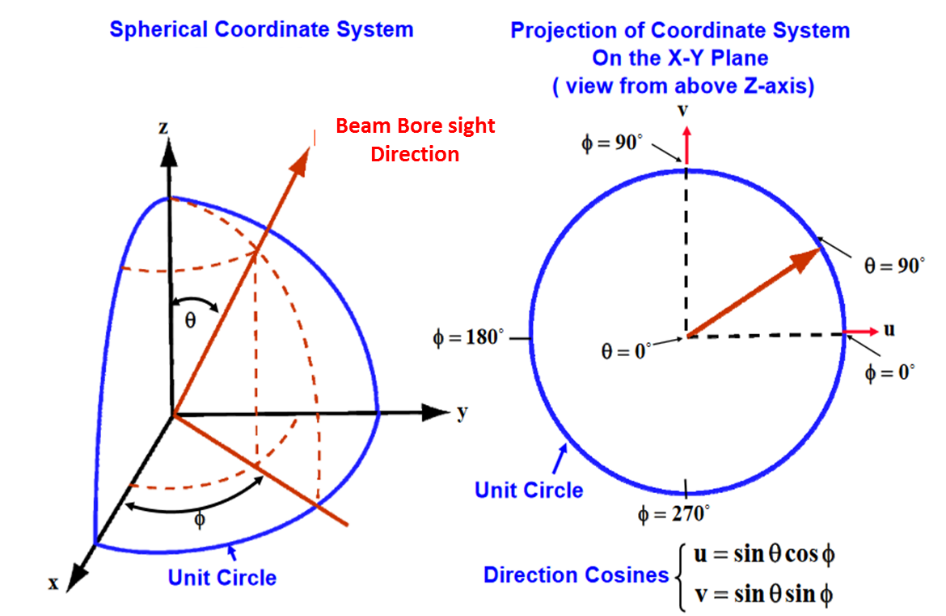 Spherical Coordinate System
Projection of Coordinate System
On the X-Y Plane
( view from above Z-axis)
z
Beam Bore sight
Direction
θ
y
ϕ
x
Unit Circle
v
ϕ = 90°
θ = 90°
u
ϕ = 180°
θ = 0°
ϕ = 0°
Unit Circle
ϕ = 270°
Direction Cosines { u = sin θ cos ϕ
v = sin θ sin ϕ